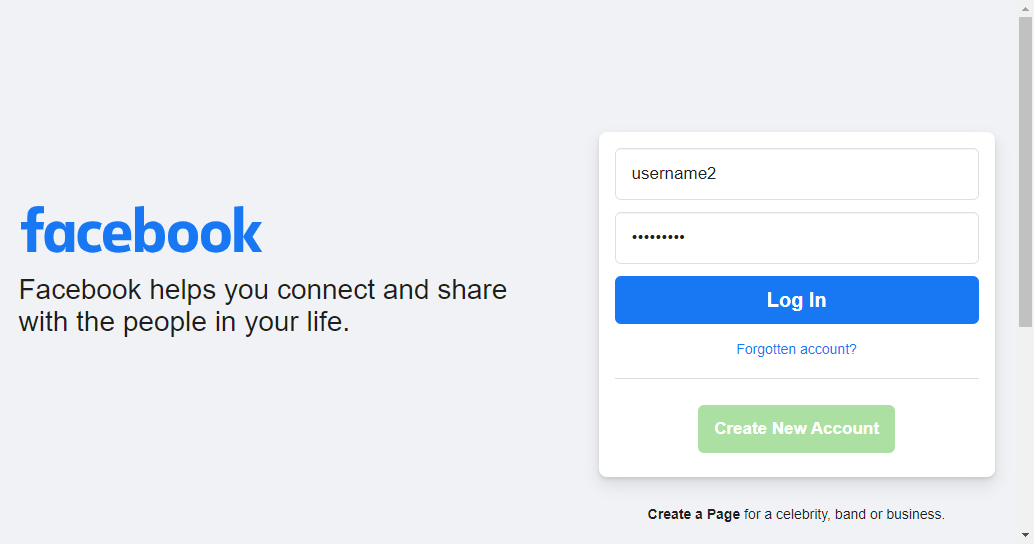 facebook
Facebook helps you connect and share
with the people in your life.
username2
•••••••••
Log In
Forgotten account?
Create New Account
Create a Page for a celebrity, band or business.